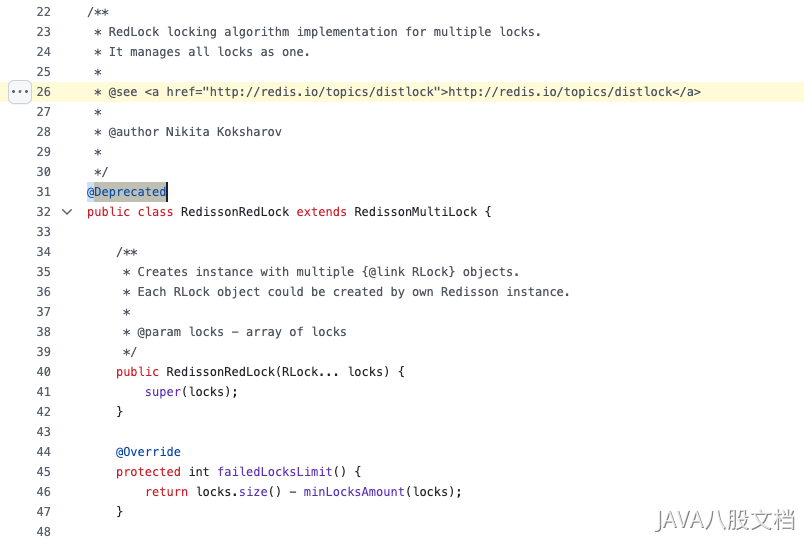 22 /**
23 * RedLock locking algorithm implementation for multiple locks.
24 * It manages all locks as one.
25 *
26 * @see <a href="http://redis.io/topics/distlock">http://redis.io/topics/distlock</a>
27 *
28 * @author Nikita Koksharov
29 *
30 */
31 @Deprecated
32 public class RedissonRedLock extends RedissonMultiLock {
33
34 /**
35 * Creates instance with multiple {@link RLock} objects.
36 * Each RLock object could be created by own Redisson instance.
37 *
38 * @param locks - array of locks
39 */
40 public RedissonRedLock(RLock... locks) {
41 super(locks);
42 }
43
44 @Override
45 protected int failedLocksLimit() {
46 return locks.size() - minLocksAmount(locks);
47 }
48
JAVA八股文档